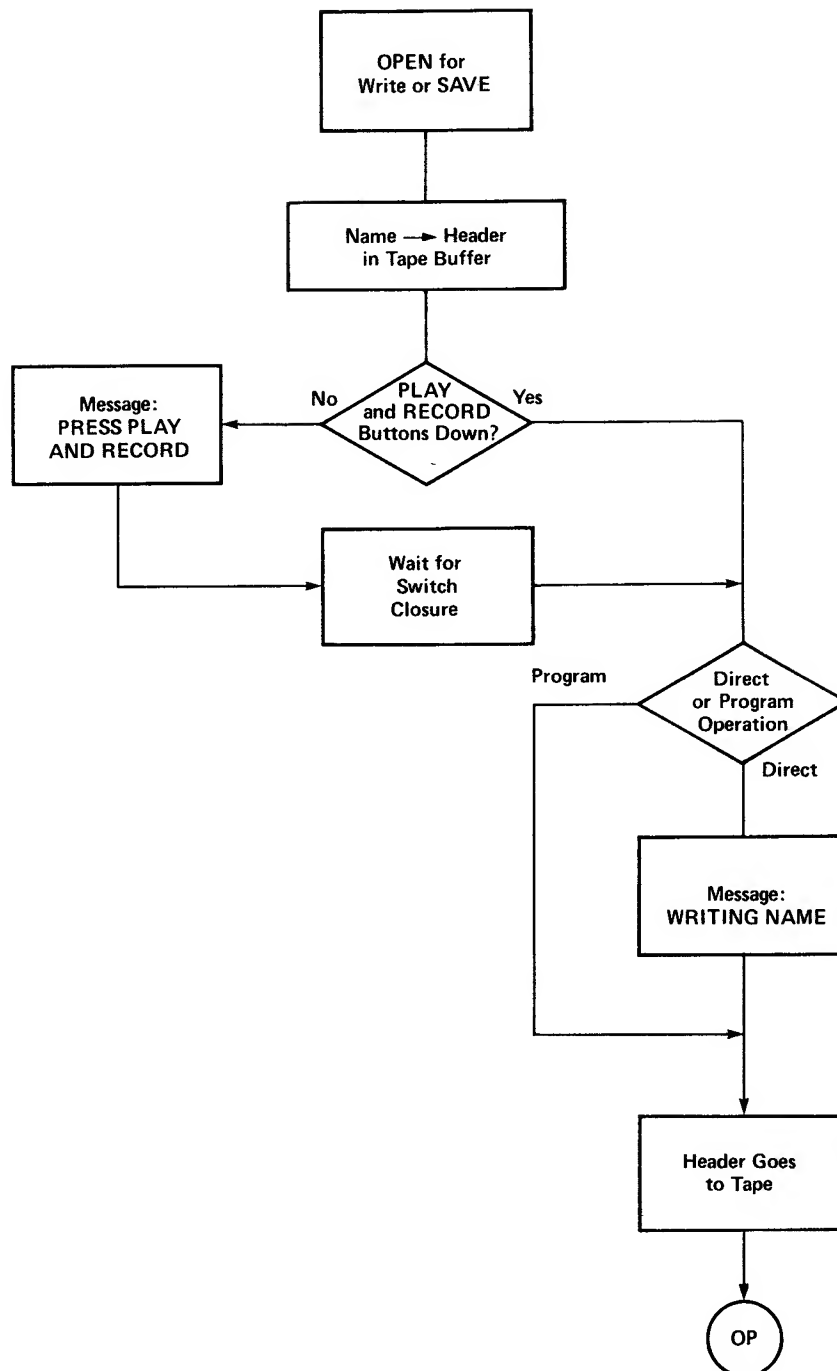 OPEN for
Write or SAVE
Name → Header
in Tape Buffer
No
PLAY
and RECORD
Buttons Down?
Yes
Message:
PRESS PLAY
AND RECORD
Wait for
Switch
Closure
Program
Direct
or Program
Operation
Direct
Message:
WRITING NAME
Header Goes
to Tape
OP